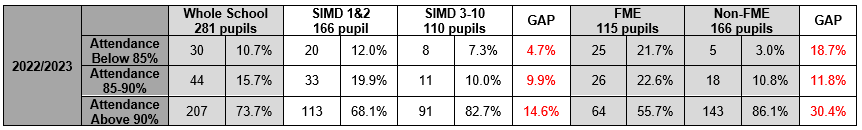 Whole School SIMD 1&2 SIMD 3-10 GAP FME Non-FME GAP
281 pupils 166 pupil 110 pupils 115 pupils 166 pupils
2022/2023
Attendance Below 85% 30 10.7% 20 12.0% 8 7.3% 4.7% 25 21.7% 5 3.0% 18.7%
Attendance 85-90% 44 15.7% 33 19.9% 11 10.0% 9.9% 26 22.6% 18 10.8% 11.8%
Attendance Above 90% 207 73.7% 113 68.1% 91 82.7% 14.6% 64 55.7% 143 86.1% 30.4%